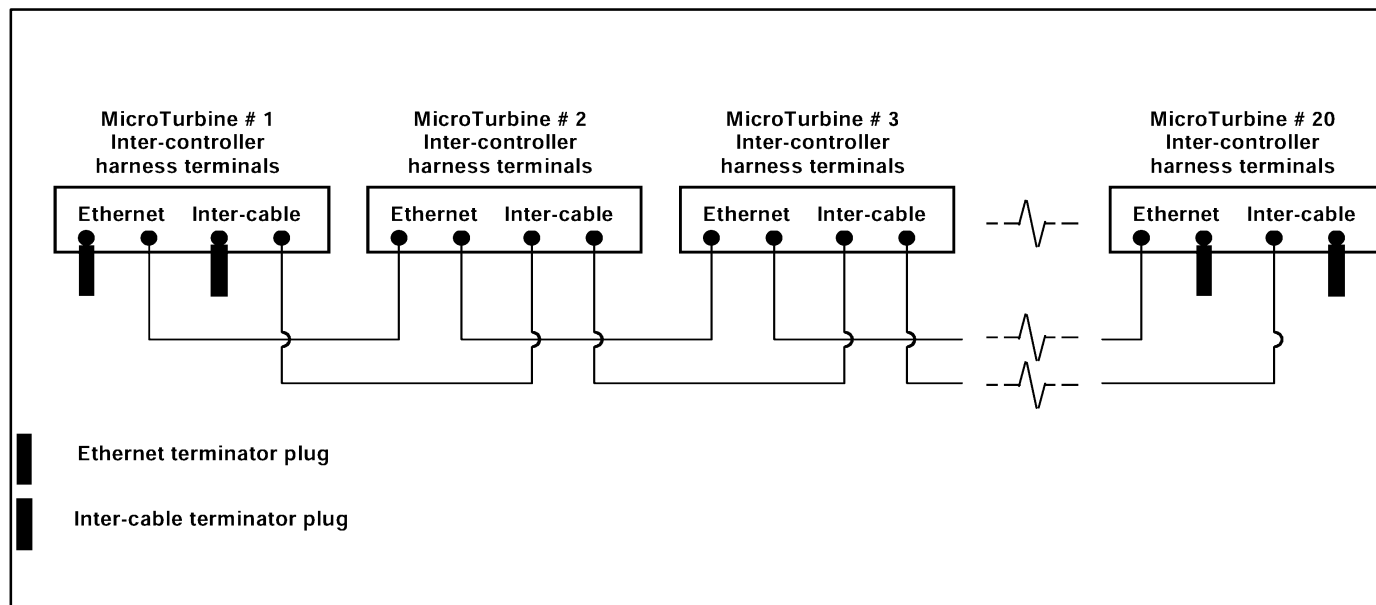 MicroTurbine # 1
Inter-controller
harness terminals
Ethernet Inter-cable
MicroTurbine # 2
Inter-controller
harness terminals
Ethernet Inter-cable
MicroTurbine # 3
Inter-controller
harness terminals
Ethernet Inter-cable
MicroTurbine # 20
Inter-controller
harness terminals
Ethernet Inter-cable
Ethernet terminator plug
Inter-cable terminator plug